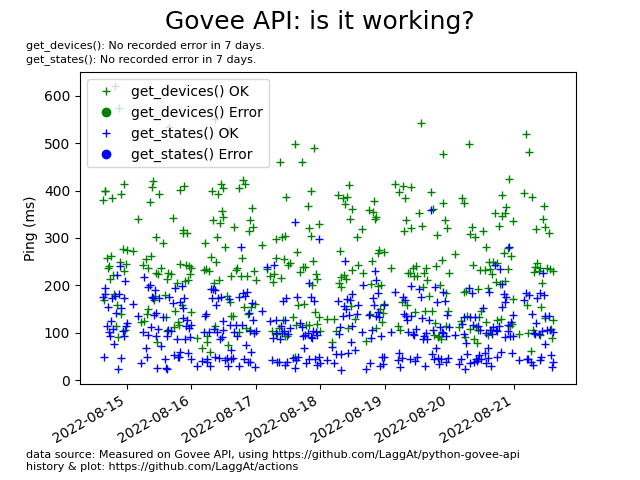 Govee API: is it working?
get_devices(): No recorded error in 7 days.
get_states(): No recorded error in 7 days.
get_devices() OK
get_devices() Error
get_states() OK
get_states() Error
Ping (ms)
600
500
400
300
200
100
0
2022-08-15
2022-08-16
2022-08-17
2022-08-18
2022-08-19
2022-08-20
2022-08-21
data source: Measured on Govee API, using https://github.com/LaggAt/python-govee-api
history & plot: https://github.com/LaggAt/actions